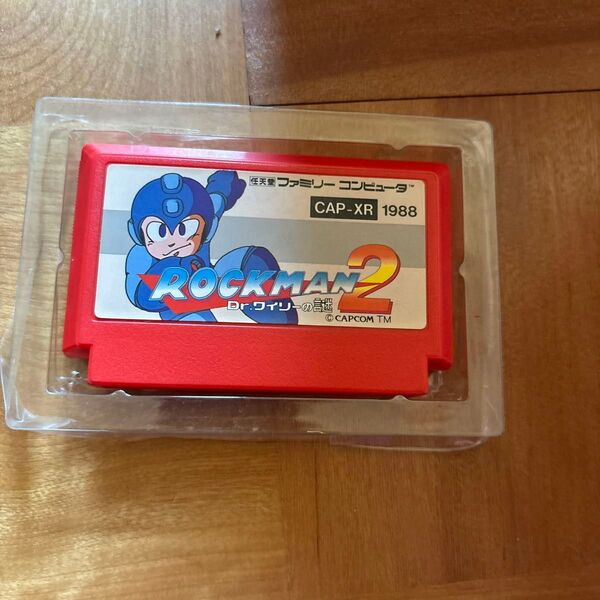 任天堂 ファミリー コンピュータ™
CAP-XR 1988
ROCKMAN 2
Dr.ワイリーの謎
© CAPCOM TM